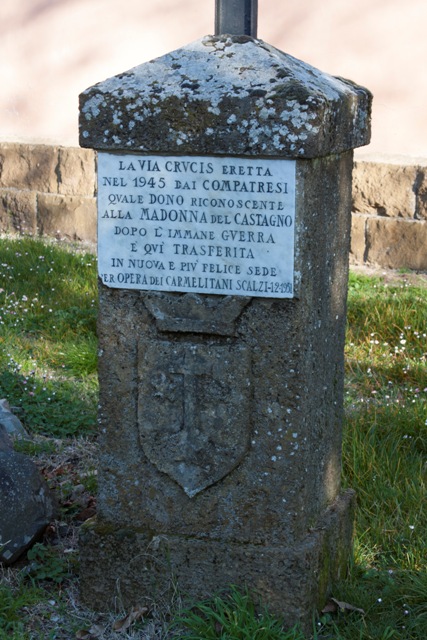 LA VIA CRVCIS ERETTA
NEL 1945 DAI COMPATRESI
QVALE DONO RICONOSCENTE
ALLA MADONNA DEL CASTAGNO
DOPO L'IMMANE GVERRA
E QVI TRASFERITA
IN NUOVA E PIV FELICE SEDE
PER OPERA DEI CARMELITANI SCALZI